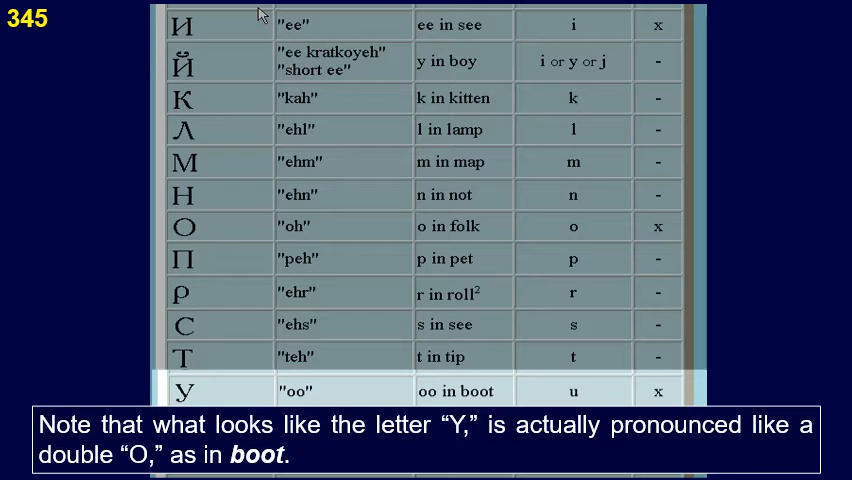 345
И "ee" ee in see i x
Й "ee kratkoyeh" "short ee" y in boy i or y or j -
К "kah" k in kitten k -
Л "ehl" l in lamp l -
М "ehm" m in map m -
Н "ehn" n in not n -
О "oh" o in folk o x
П "peh" p in pet p -
Р "ehr" r in roll² r -
С "ehs" s in see s -
Т "teh" t in tip t -
У "oo" oo in boot u x
Note that what looks like the letter “Y,” is actually pronounced like a
double “O,” as in boot.